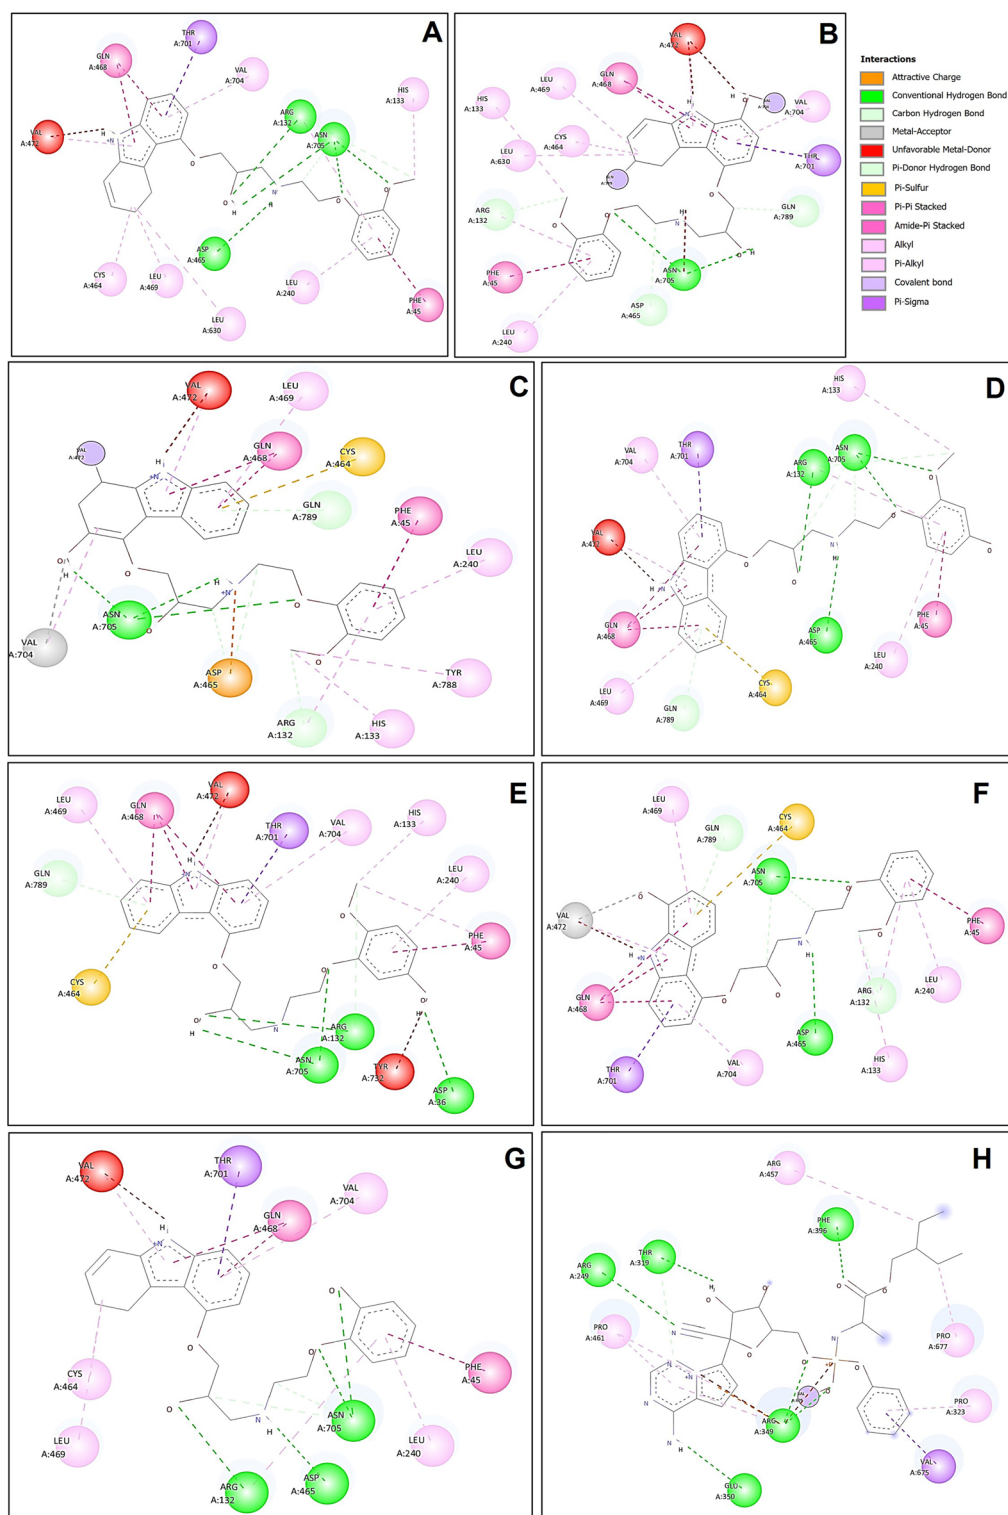 A
THR
A:701
GLN
A:468
VAL
A:704
HIS
A:133
ARG
A:132
ASN
A:705
VAL
A:472
H
N
O
O
H
H
N
O
O
ASP
A:465
CYS
A:464
LEU
A:469
LEU
A:240
PHE
A:45
LEU
A:630
B
VAL
A:472
LEU
A:469
GLN
A:468
HIS
A:133
VAL
A:704
CYS
A:464
THR
A:701
LEU
A:630
ARG
A:132
GLN
A:789
PHE
A:45
ASN
A:705
ASP
A:465
LEU
A:240
Interactions
Attractive Charge
Conventional Hydrogen Bond
Carbon Hydrogen Bond
Metal-Acceptor
Unfavorable Metal-Donor
Pi-Donor Hydrogen Bond
Pi-Sulfur
Pi-Pi Stacked
Amide-Pi Stacked
Alkyl
Pi-Alkyl
Covalent bond
Pi-Sigma
C
VAL
A:472
LEU
A:469
VAL
A:472
GLN
A:468
CYS
A:464
GLN
A:789
PHE
A:45
LEU
A:240
ASN
A:705
VAL
A:704
ASP
A:465
TYR
A:788
ARG
A:132
HIS
A:133
D
HIS
A:133
THR
A:701
VAL
A:704
ASN
A:705
ARG
A:132
VAL
A:472
GLN
A:468
ASP
A:465
PHE
A:45
LEU
A:240
CYS
A:464
LEU
A:469
GLN
A:789
E
VAL
A:472
LEU
A:469
GLN
A:468
THR
A:701
VAL
A:704
HIS
A:133
GLN
A:789
LEU
A:240
PHE
A:45
CYS
A:464
ARG
A:132
ASN
A:705
TYR
A:732
ASP
A:36
F
LEU
A:469
GLN
A:789
CYS
A:464
ASN
A:705
VAL
A:472
PHE
A:45
GLN
A:468
ARG
A:132
LEU
A:240
ASP
A:465
THR
A:701
VAL
A:704
HIS
A:133
G
VAL
A:472
THR
A:701
VAL
A:704
GLN
A:468
CYS
A:464
PHE
A:45
ASN
A:705
LEU
A:469
LEU
A:240
ARG
A:132
ASP
A:465
H
ARG
A:457
PHE
A:396
THR
A:319
ARG
A:249
PRO
A:461
PRO
A:677
PRO
A:323
ARG
A:349
VAL
A:675
GLU
A:350